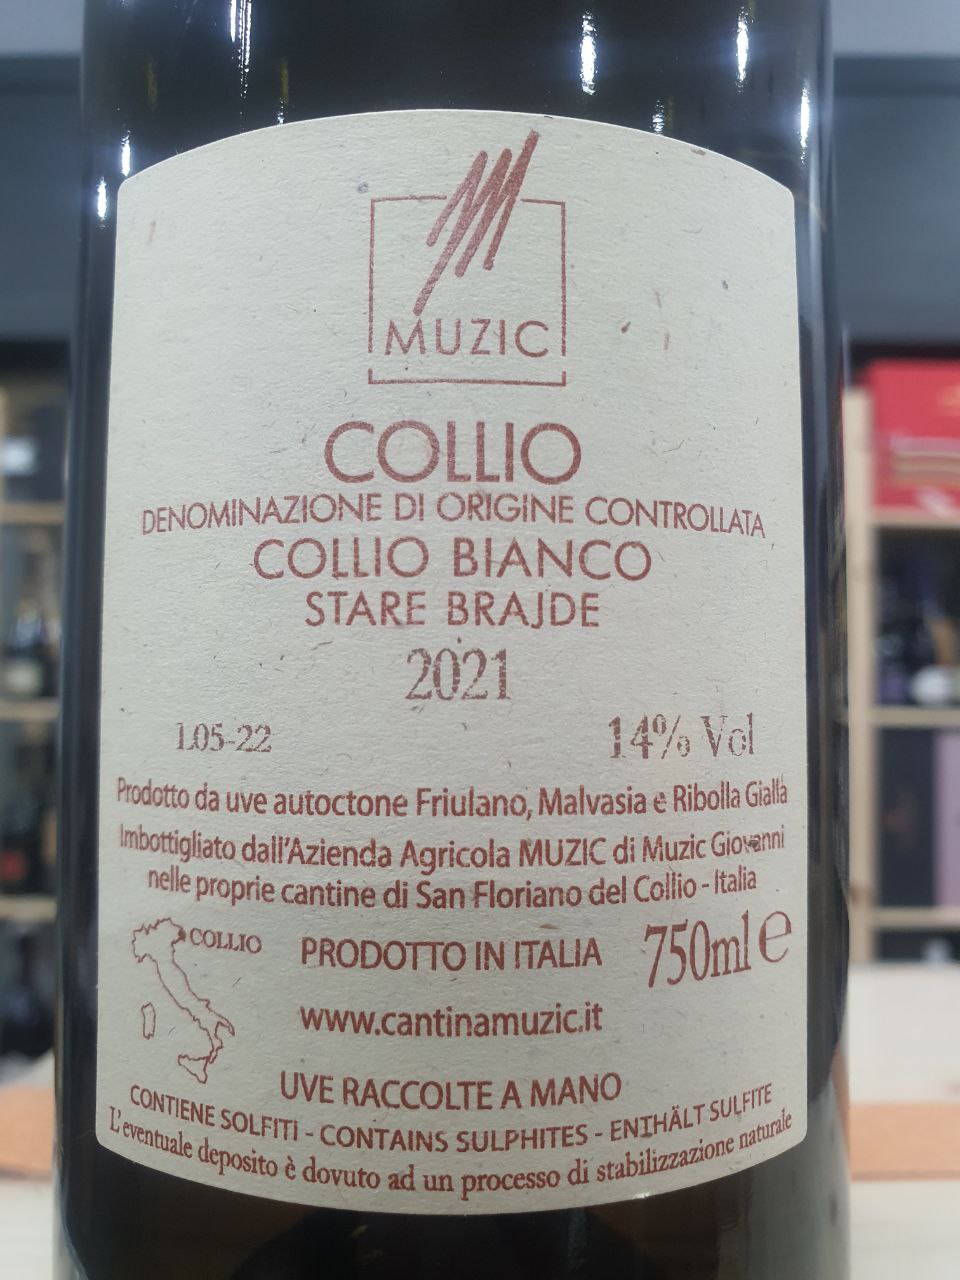 MUZIC
COLLIO
DENOMINAZIONE DI ORIGINE CONTROLLATA
COLLIO BIANCO
STARE BRAJDE
2021
L05-22 14% Vol
Prodotto da uve autoctone Friulano, Malvasia e Ribolla Gialla
Imbottigliato dall'Azienda Agricola MUZIC di Muzic Giovanni
nelle proprie cantine di San Floriano del Collio - Italia
COLLIO
PRODOTTO IN ITALIA 750ml e
www.cantinamuzic.it
UVE RACCOLTE A MANO
CONTIENE SOLFITI - CONTAINS SULPHITES - ENTHÄLT SULFITE
L'eventuale deposito è dovuto ad un processo di stabilizzazione naturale